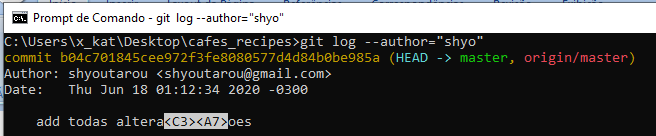 Prompt de Comando - git log --author="shyo"
C:\Users\x_kat\Desktop\cafes_recipes>git log --author="shyo"
commit b04c701845cee972f3fe8080577d4d84b0be985a (HEAD -> master, origin/master)
Author: shyoutarou <shyoutarou@gmail.com>
Date:   Thu Jun 18 01:12:34 2020 -0300
add todas altera<C3><A7>oes